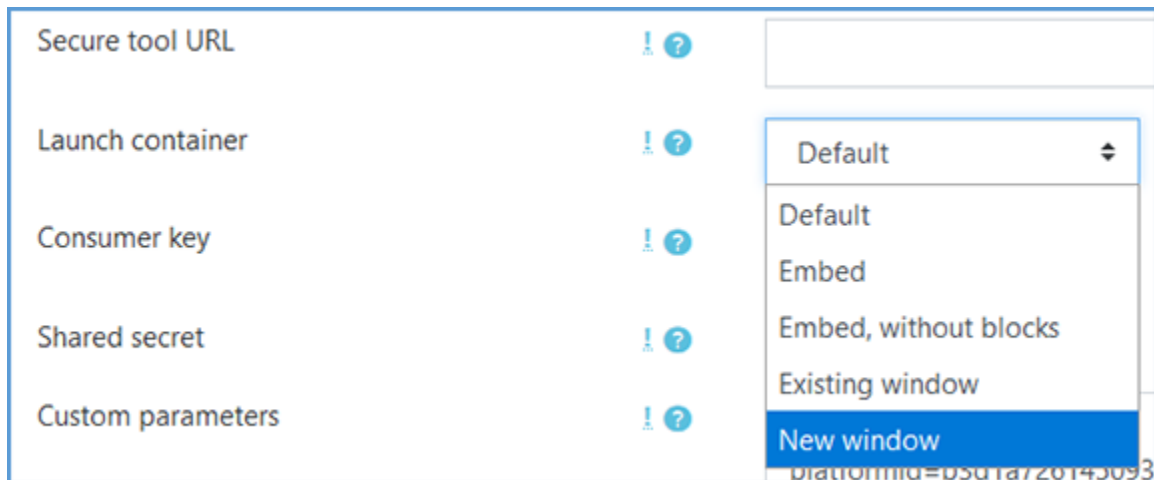 Secure tool URL ! ?
Launch container ! ? Default
Default
Consumer key ! ?
Embed
Embed, without blocks
Shared secret ! ?
Existing window
Custom parameters ! ?
New window